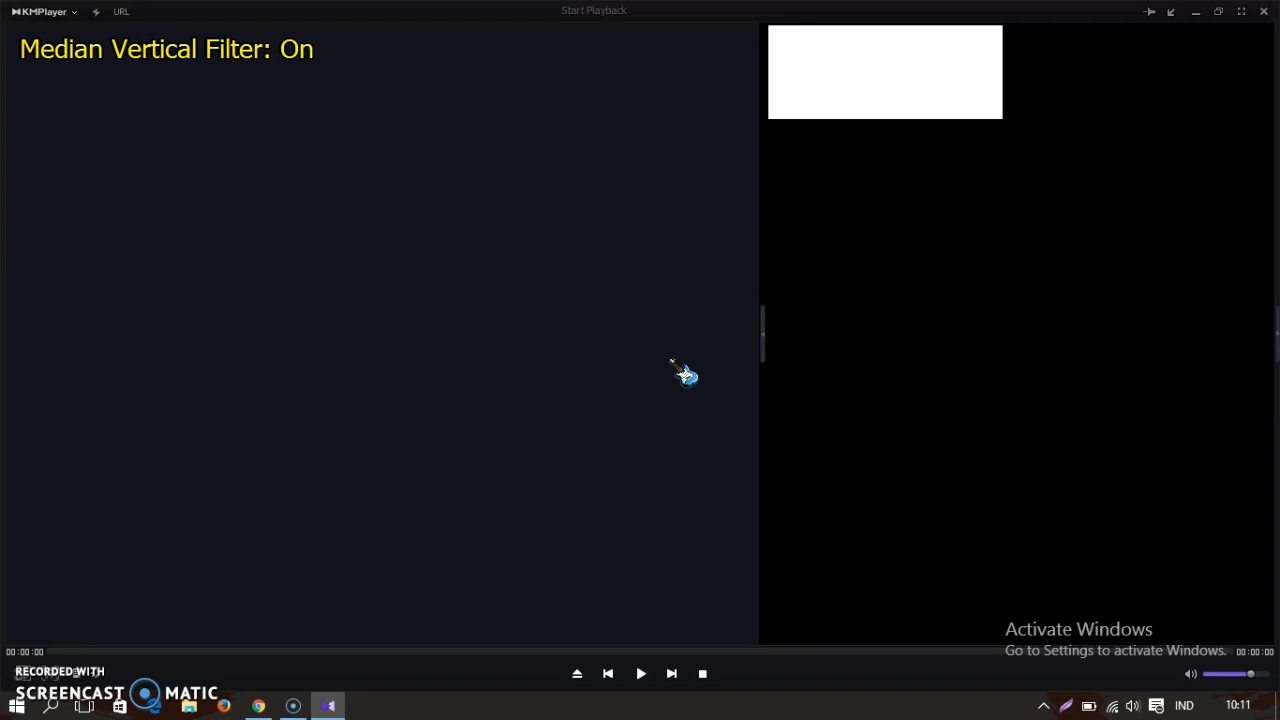 KMPlayer URL Start Playback
Median Vertical Filter: On
Activate Windows
Go to Settings to activate Windows.
00:00:00 00:00:00
RECORDED WITH
SCREENCAST MATIC
IND 10:11